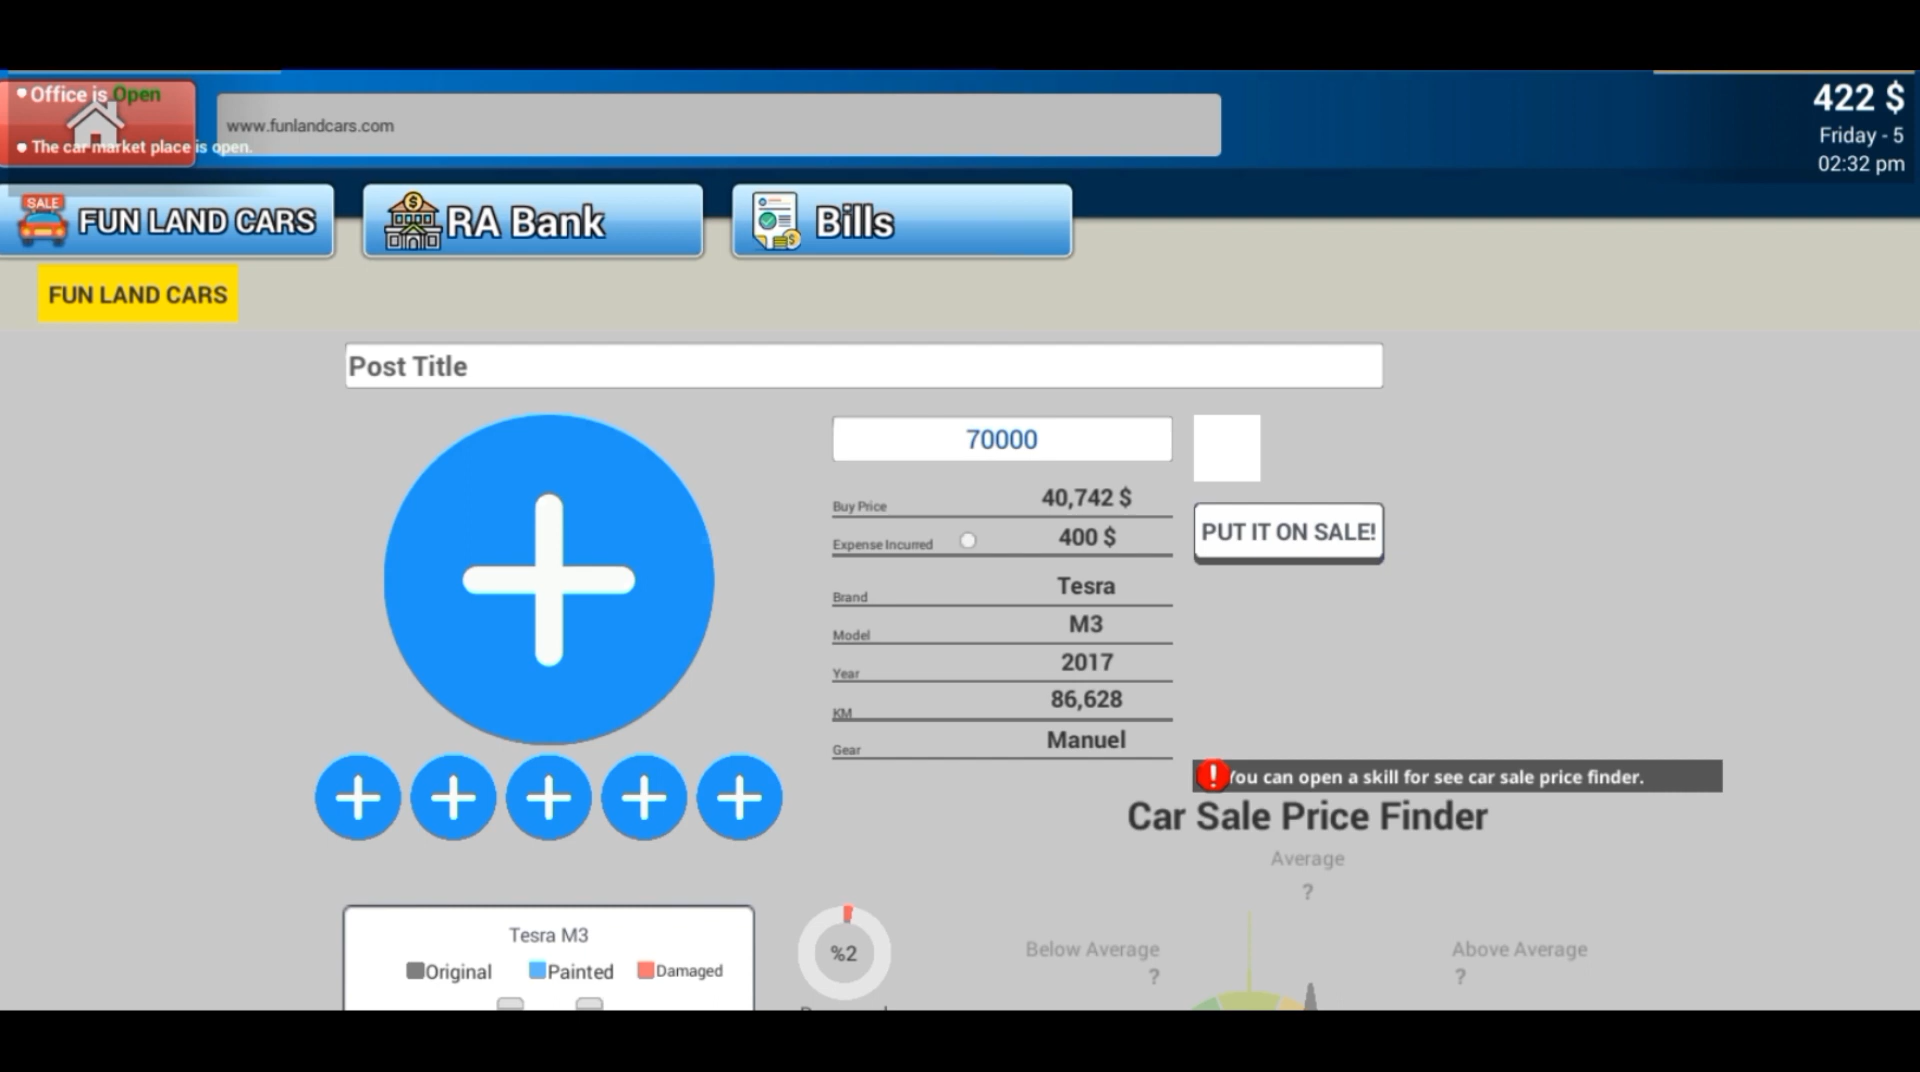 Office is Open
The car market place is open.
www.funlandcars.com
422 $
Friday - 5
02:32 pm
SALE
FUN LAND CARS
RA Bank
Bills
FUN LAND CARS
Post Title
70000
Buy Price 40,742 $
Expense Incurred 400 $
PUT IT ON SALE!
Brand Tesra
Model M3
Year 2017
KM 86,628
Gear Manuel
You can open a skill for see car sale price finder.
Car Sale Price Finder
Average
?
Below Average
?
Above Average
?
Tesra M3
Original Painted Damaged
%2